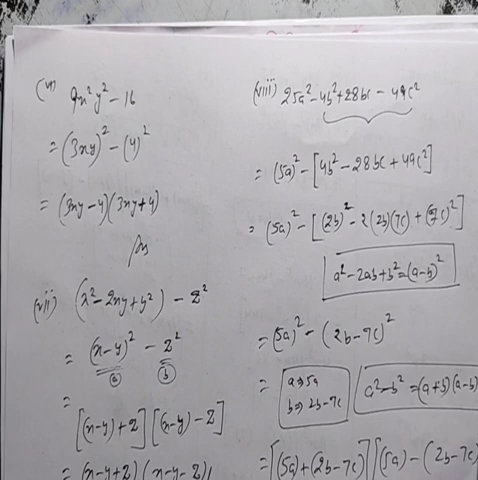 (vi) 9x²y² - 16
= (3xy)² - (4)²
= (3xy - 4)(3xy + 4)
(vii) (x² - 2xy + y²) - z²
= (x-y)² - z²
(a) (b)
=
[(x-y) + z] [(x-y) - z]
= (x-y+z) (x-y-z)
(viii) 25a² - 4b² + 28bc - 49c²
= (5a)² - [4b² - 28bc + 49c²]
= (5a)² - [(2b)² - 2(2b)(7c) + (7c)²]
a² - 2ab + b² = (a-b)²
= (5a)² - (2b - 7c)²
= a ⇒ 5a
b ⇒ 2b - 7c
a² - b² = (a+b)(a-b)
= [(5a) + (2b - 7c)] [(5a) - (2b - 7c)